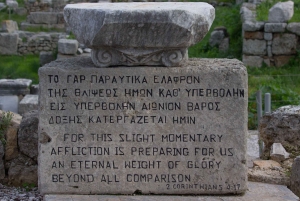 ΤΟ ΓΑΡ ΠΑΡΑΥΤΙΚΑ ΕΛΑΦΡΟΝ
ΤΗΣ ΘΛΙΨΕΩΣ ΗΜΩΝ ΚΑΘ' ΥΠΕΡΒΟΛΗΝ
ΕΙΣ ΥΠΕΡΒΟΛΗΝ ΑΙΩΝΙΟΝ ΒΑΡΟΣ
ΔΟΞΗΣ ΚΑΤΕΡΓΑΖΕΤΑΙ ΗΜΙΝ
FOR THIS SLIGHT MOMENTARY
AFFLICTION IS PREPARING FOR US
AN ETERNAL WEIGHT OF GLORY
BEYOND ALL COMPARISON
2 CORINTHIANS 4:17